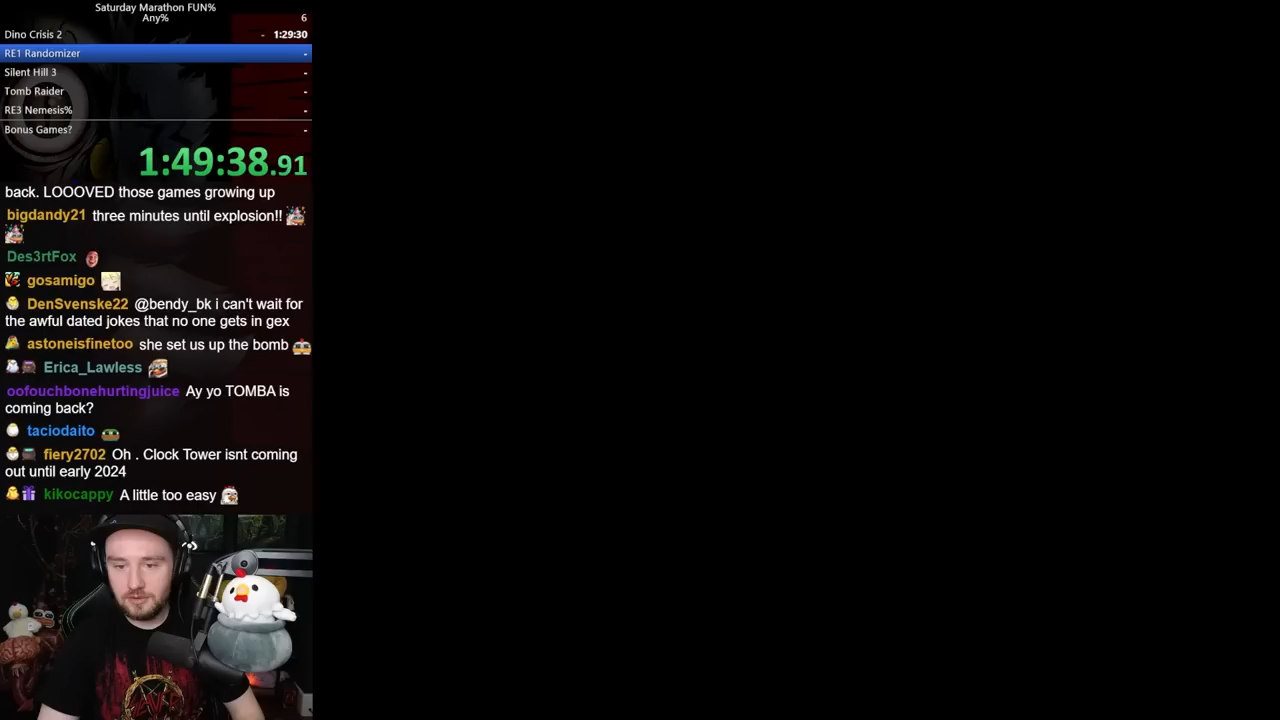 Saturday Marathon FUN%
Any%
6
Dino Crisis 2 - 1:29:30
RE1 Randomizer -
Silent Hill 3 -
Tomb Raider -
RE3 Nemesis% -
Bonus Games? -
1:49:38.91
back. LOOOVED those games growing up
bigdandy21 three minutes until explosion!!
Des3rtFox
gosamigo
DenSvenske22 @bendy_bk i can't wait for
the awful dated jokes that no one gets in gex
astoneisfinetoo she set us up the bomb
Erica_Lawless
oofouchbonehurtingjuice Ay yo TOMBA is
coming back?
taciodaito
fiery2702 Oh . Clock Tower isnt coming
out until early 2024
kikocappy A little too easy